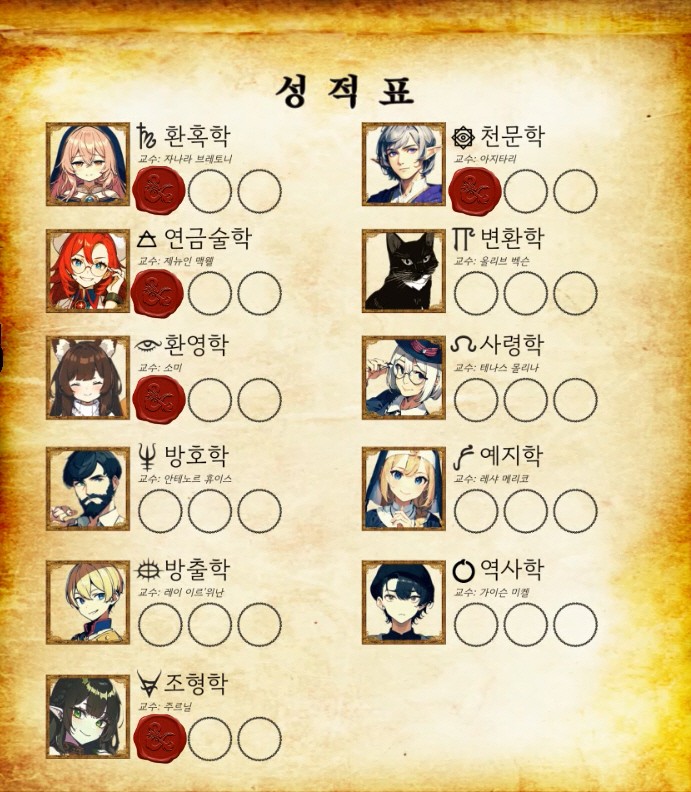 성적표
환혹학
교수: 자나라 브레토니
천문학
교수: 아지타리
연금술학
교수: 재뉴인 맥웰
변환학
교수: 올리브 벡슨
환영학
교수: 소미
사령학
교수: 테나스 몰리나
방호학
교수: 안테노르 휴이스
예지학
교수: 레샤 메리코
방출학
교수: 레이 이르'위난
역사학
교수: 가이슨 미켈
조형학
교수: 주르닐